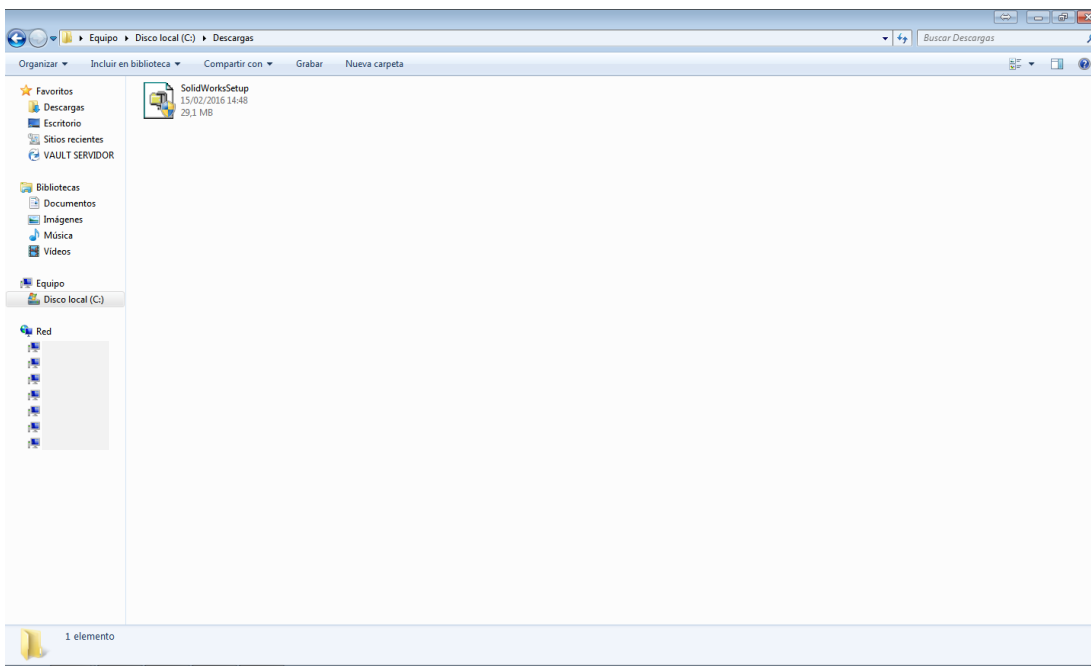 Equipo Disco local (C:) Descargas
Buscar Descargas
Organizar Incluir en biblioteca Compartir con Grabar Nueva carpeta
Favoritos
Descargas
Escritorio
Sitios recientes
VAULT SERVIDOR
Bibliotecas
Documentos
Imágenes
Música
Vídeos
Equipo
Disco local (C:)
Red
SolidWorksSetup
15/02/2016 14:48
29,1 MB
1 elemento